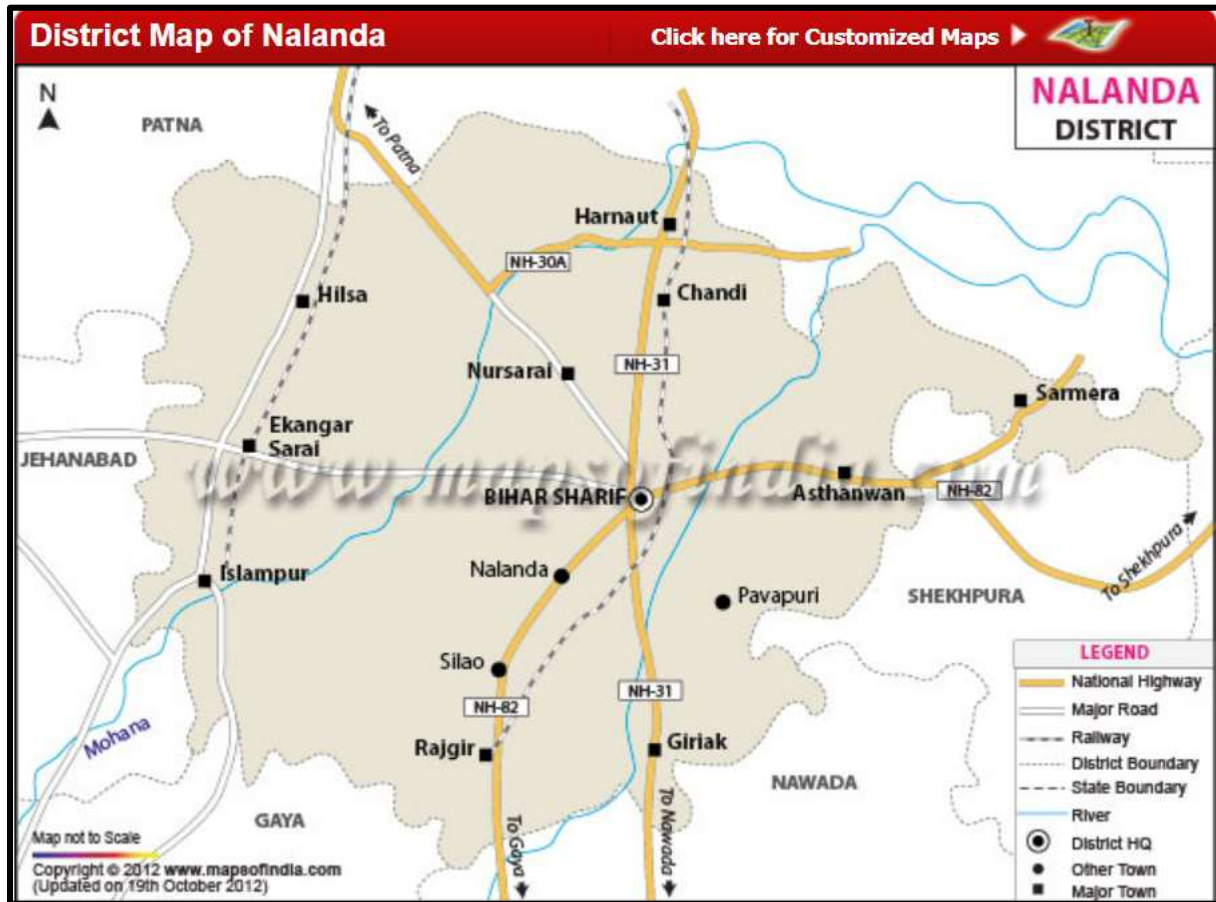 District Map of Nalanda
Click here for Customized Maps
N
NALANDA
DISTRICT
PATNA
To Patna
Harnaut
NH-30A
Hilsa
Chandi
NH-31
Nursarai
Sarmera
Ekangar
Sarai
JEHANABAD
www.mapsofindia.com
BIHAR SHARIF
Asthanwan
NH-82
Islampur
Nalanda
Pavapuri
SHEKHPURA
To Shekhpura
Silao
NH-82
NH-31
Mohana
Rajgir
Giriak
NAWADA
GAYA
To Gaya
To Nawada
LEGEND
National Highway
Major Road
Railway
District Boundary
State Boundary
River
District HQ
Other Town
Major Town
Map not to Scale
Copyright © 2012 www.mapsofindia.com
(Updated on 19th October 2012)